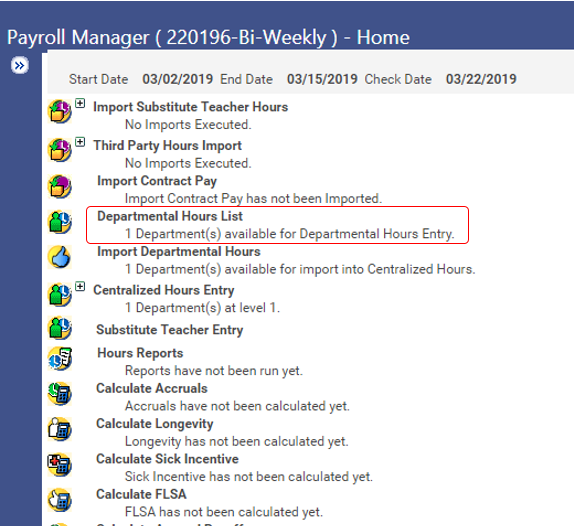 Payroll Manager ( 220196-Bi-Weekly ) - Home
Start Date 03/02/2019 End Date 03/15/2019 Check Date 03/22/2019
Import Substitute Teacher Hours
No Imports Executed.
Third Party Hours Import
No Imports Executed.
Import Contract Pay
Import Contract Pay has not been Imported.
Departmental Hours List
1 Department(s) available for Departmental Hours Entry.
Import Departmental Hours
1 Department(s) available for import into Centralized Hours.
Centralized Hours Entry
1 Department(s) at level 1.
Substitute Teacher Entry
Hours Reports
Reports have not been run yet.
Calculate Accruals
Accruals have not been calculated yet.
Calculate Longevity
Longevity has not been calculated yet.
Calculate Sick Incentive
Sick Incentive has not been calculated yet.
Calculate FLSA
FLSA has not been calculated yet.